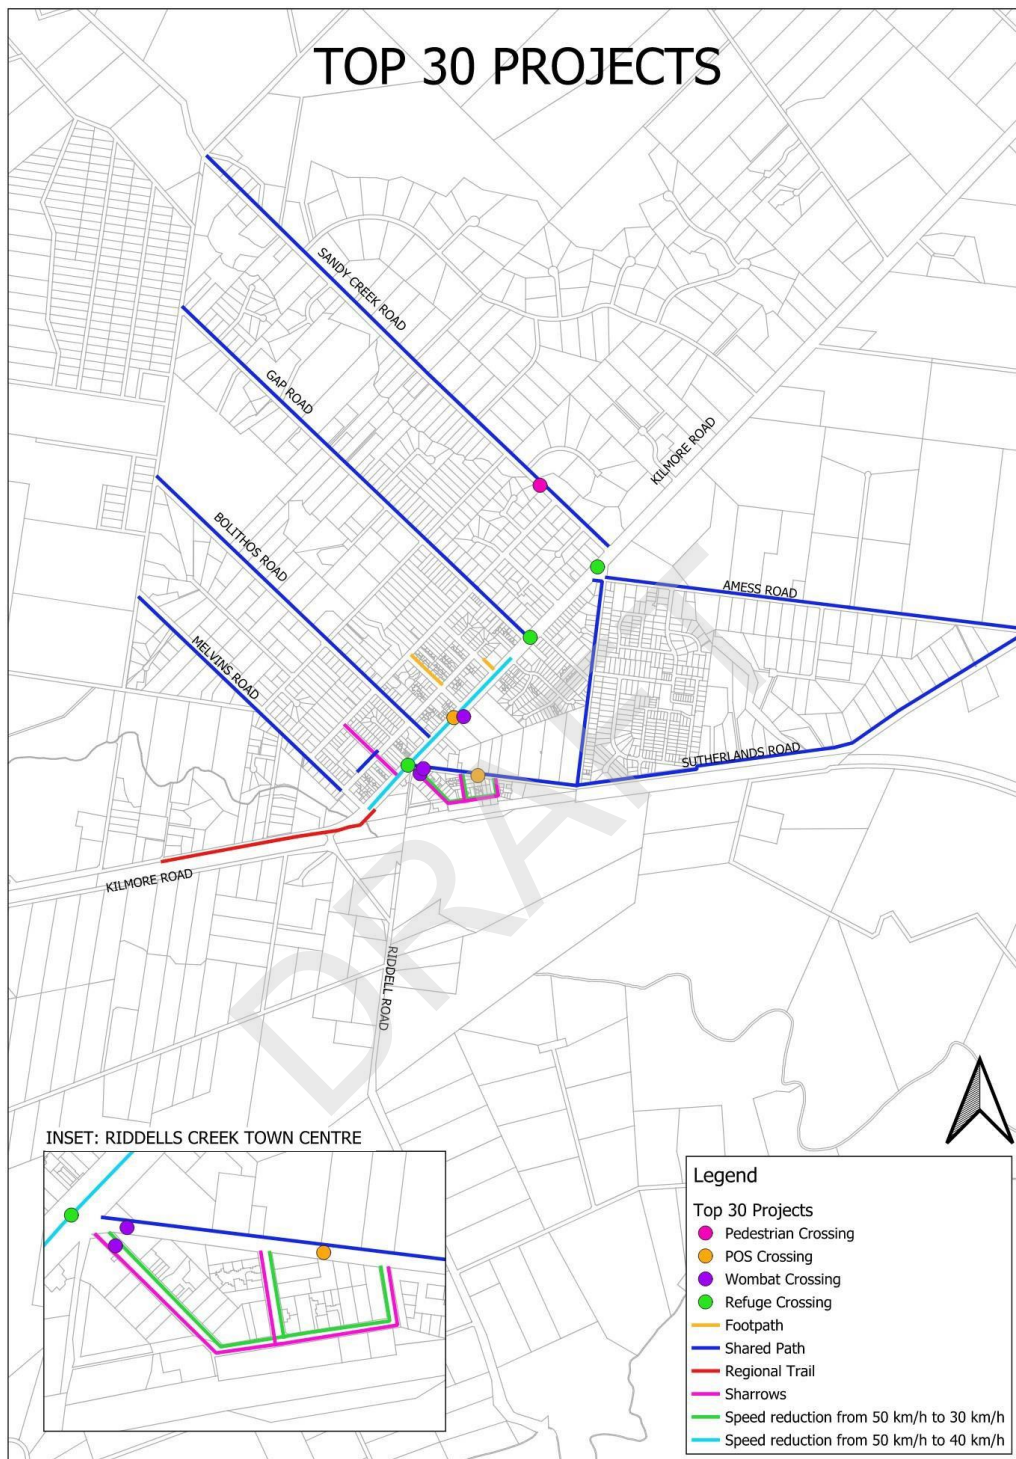 TOP 30 PROJECTS
SANDY CREEK ROAD
GAP ROAD
KILMORE ROAD
BOLITHOS ROAD
AMESS ROAD
MELVINS ROAD
SUTHERLANDS ROAD
KILMORE ROAD
RIDDELL ROAD
DRAFT
INSET: RIDDELLS CREEK TOWN CENTRE
Legend
Top 30 Projects
Pedestrian Crossing
POS Crossing
Wombat Crossing
Refuge Crossing
Footpath
Shared Path
Regional Trail
Sharrows
Speed reduction from 50 km/h to 30 km/h
Speed reduction from 50 km/h to 40 km/h